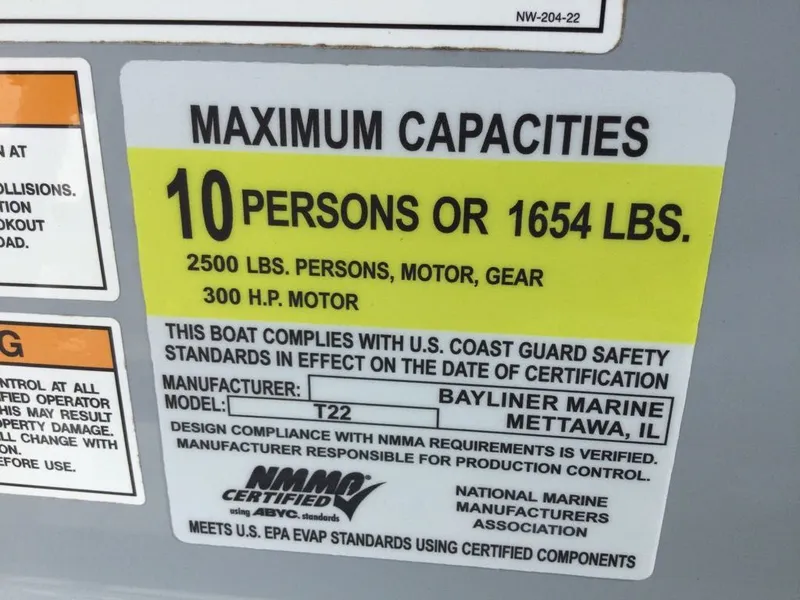 NW-204-22
AT
OLLISIONS.
TION
OKOUT
OAD.
G
NTROL AT ALL
FIED OPERATOR
HIS MAY RESULT
OPERTY DAMAGE.
LL CHANGE WITH
ON.
EFORE USE.
MAXIMUM CAPACITIES
10 PERSONS OR 1654 LBS.
2500 LBS. PERSONS, MOTOR, GEAR
300 H.P. MOTOR
THIS BOAT COMPLIES WITH U.S. COAST GUARD SAFETY
STANDARDS IN EFFECT ON THE DATE OF CERTIFICATION
MANUFACTURER: BAYLINER MARINE
MODEL: T22 METTAWA, IL
DESIGN COMPLIANCE WITH NMMA REQUIREMENTS IS VERIFIED.
MANUFACTURER RESPONSIBLE FOR PRODUCTION CONTROL.
NMMA
CERTIFIED
using ABYC. standards
NATIONAL MARINE
MANUFACTURERS
ASSOCIATION
MEETS U.S. EPA EVAP STANDARDS USING CERTIFIED COMPONENTS